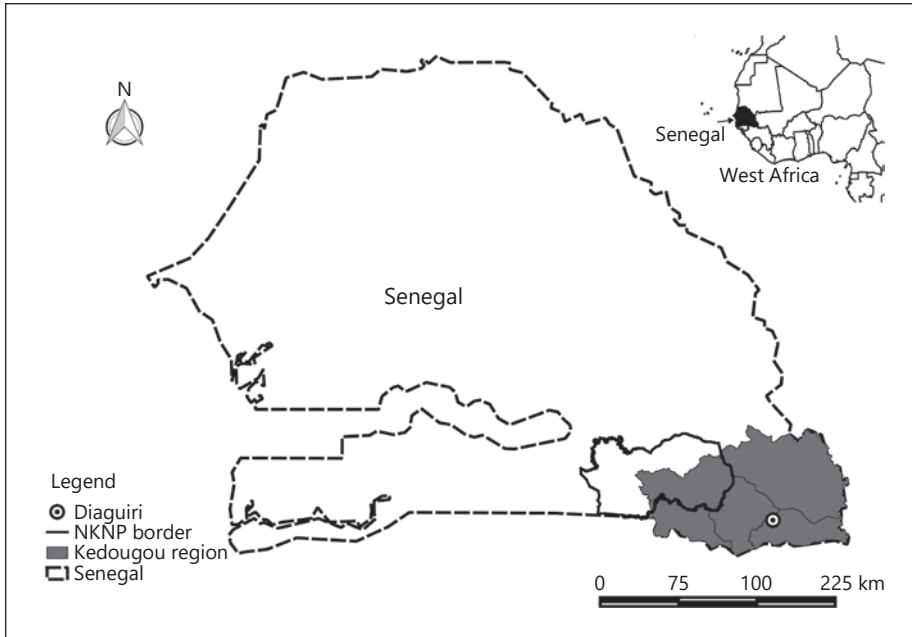 N
Senegal
West Africa
Senegal
Legend
Diaguiri
NKNP border
Kedougou region
Senegal
0 75 100 225 km